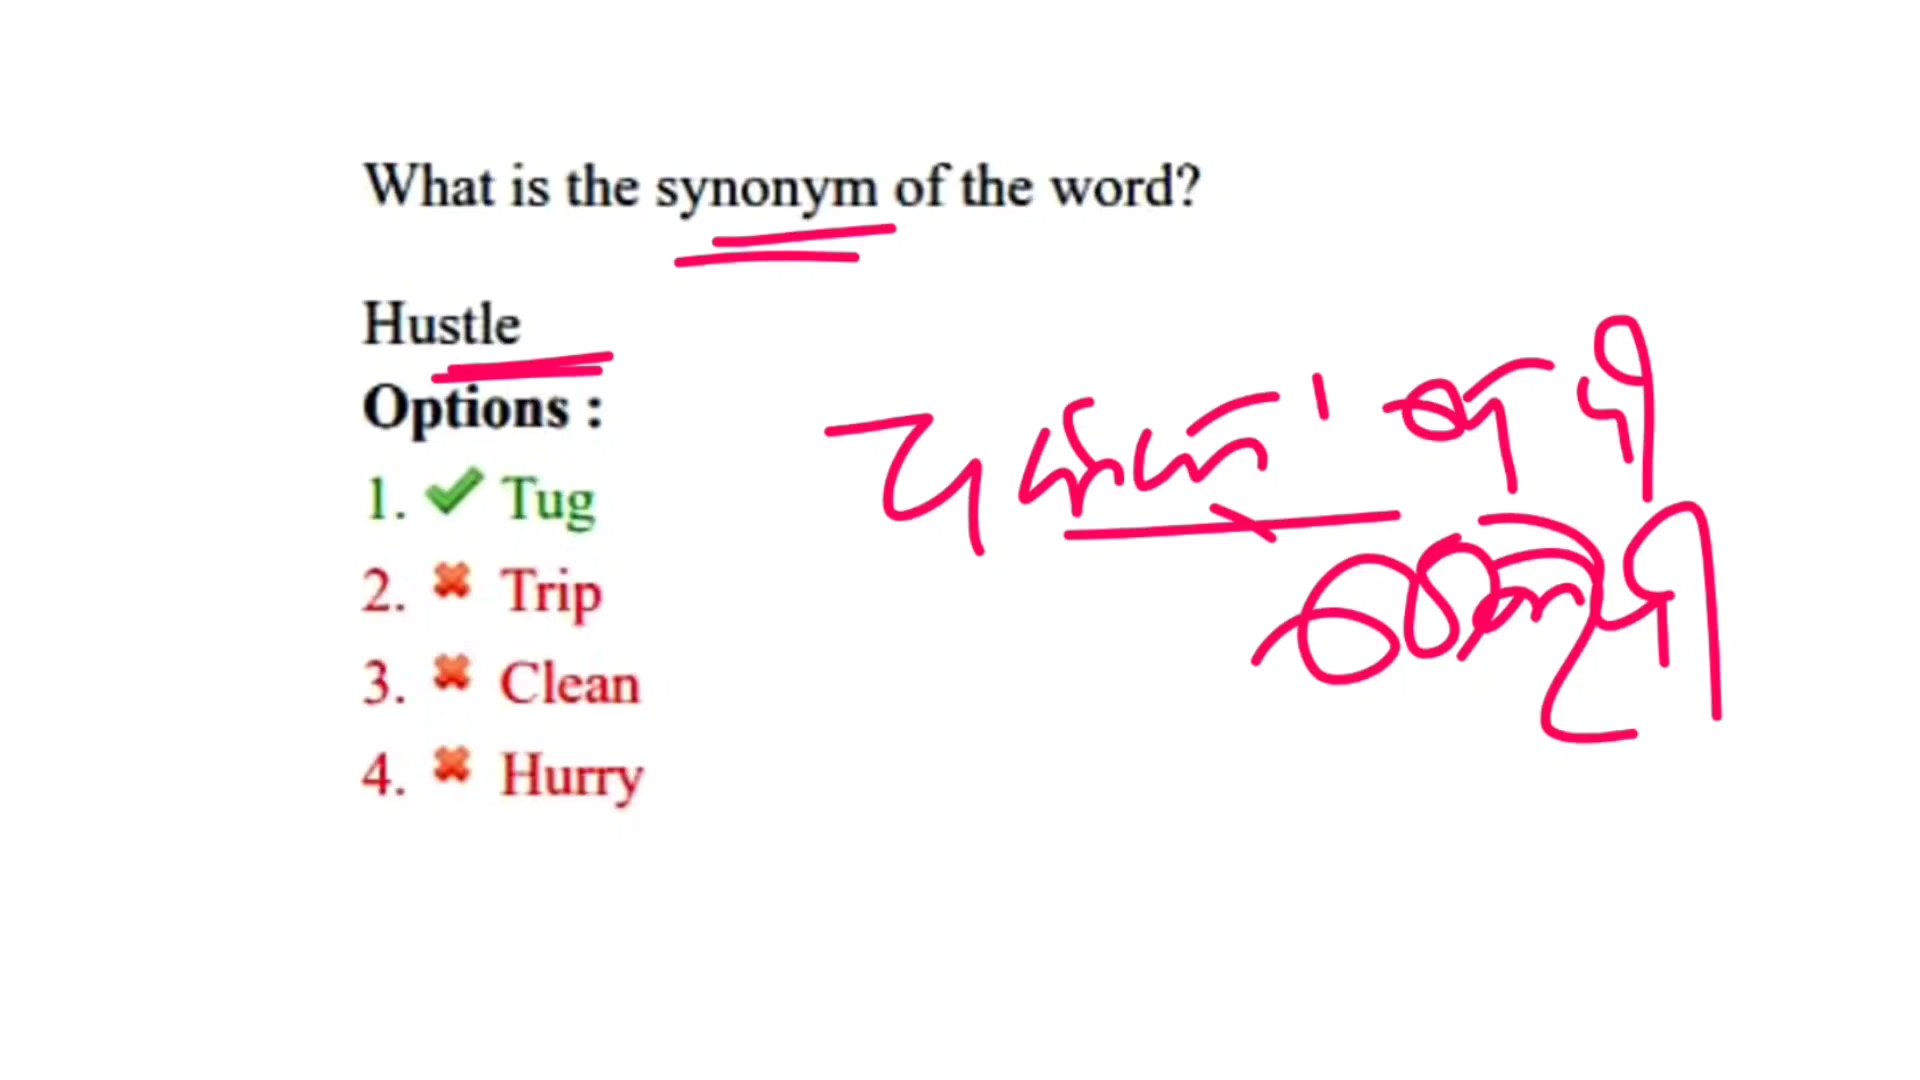 What is the synonym of the word?
Hustle
Options :
1. Tug
2. Trip
3. Clean
4. Hurry